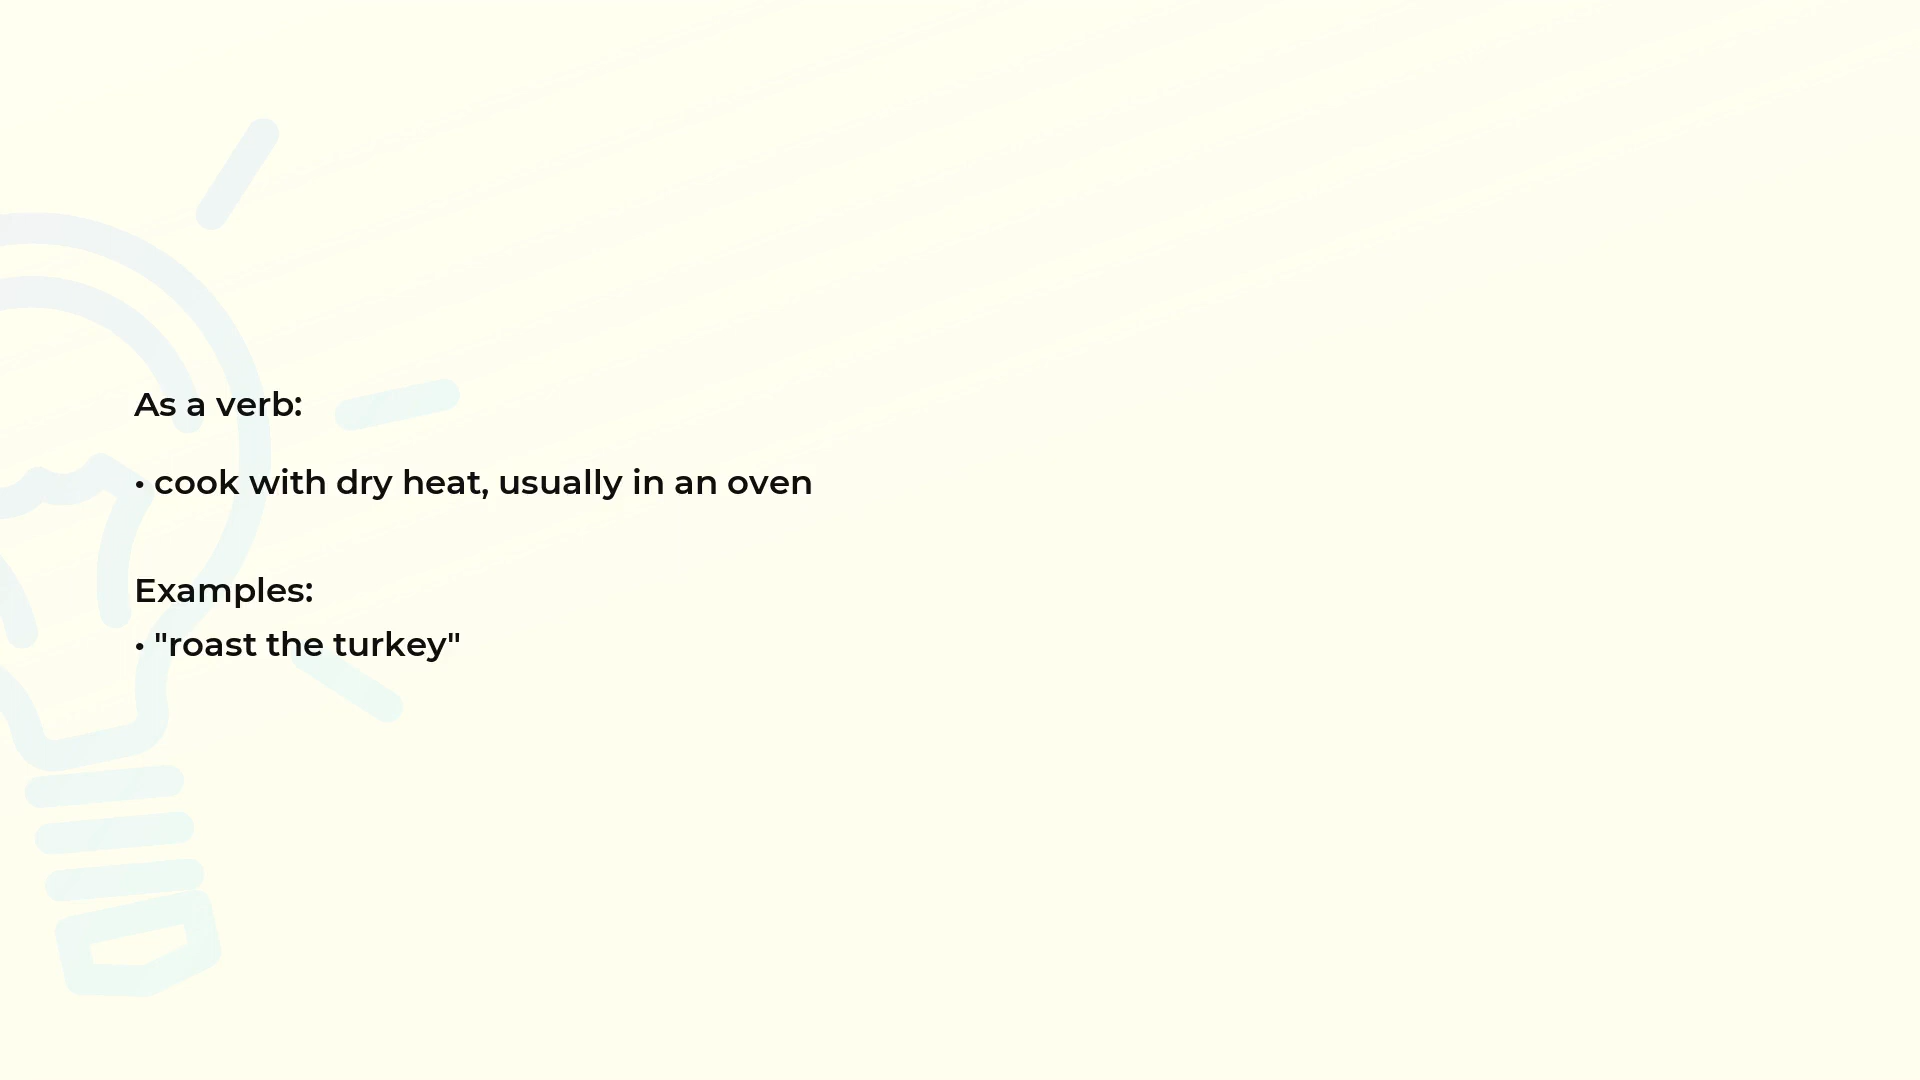 As a verb:
• cook with dry heat, usually in an oven
Examples:
• "roast the turkey"